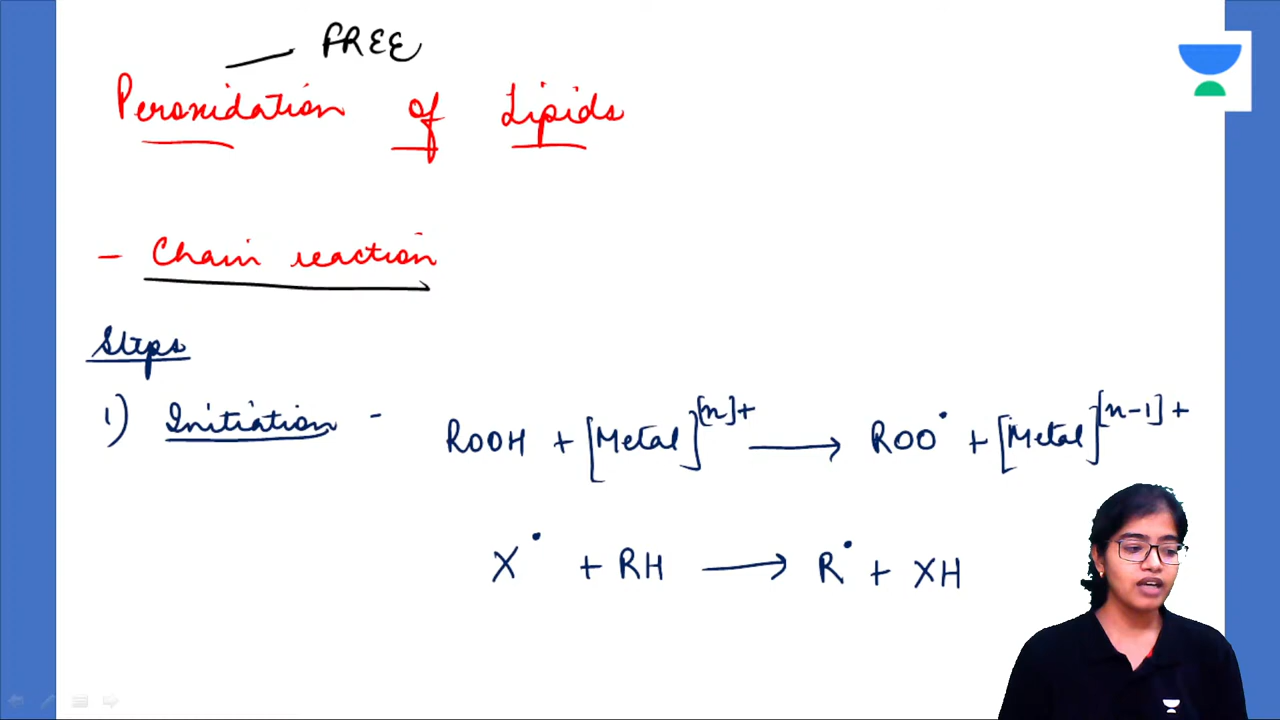 FREE
Peroxidation of Lipids
- Chain reaction
Steps
1) Initiation - ROOH + [Metal]^[n]+ ⟶ ROO• + [Metal]^[n-1]+
X• + RH ⟶ R• + XH